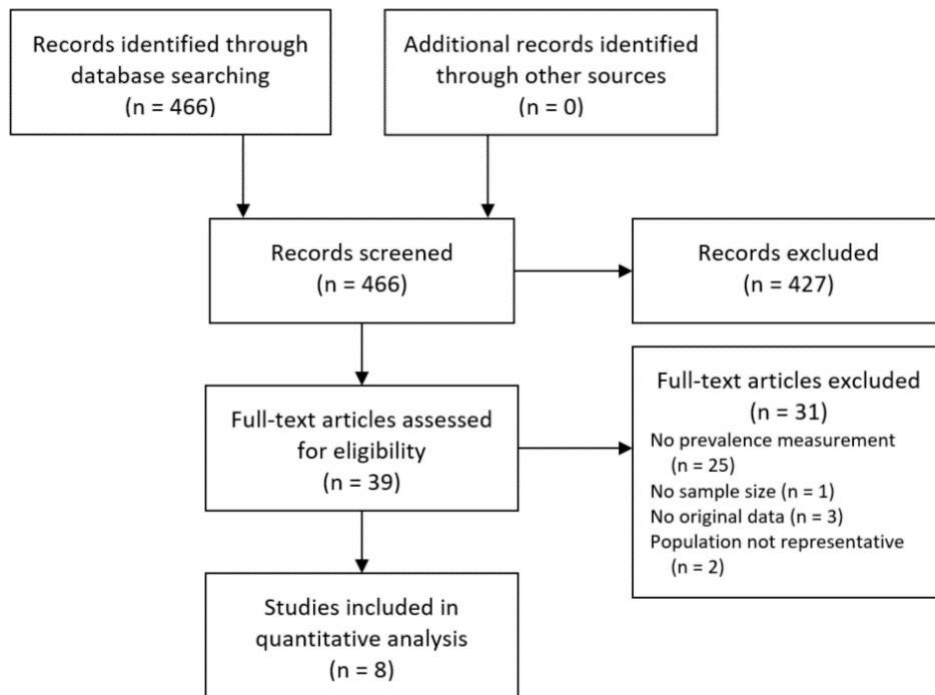 Records identified through
database searching
(n = 466)
Additional records identified
through other sources
(n = 0)
Records screened
(n = 466)
Records excluded
(n = 427)
Full-text articles assessed
for eligibility
(n = 39)
Full-text articles excluded
(n = 31)
No prevalence measurement
(n = 25)
No sample size (n = 1)
No original data (n = 3)
Population not representative
(n = 2)
Studies included in
quantitative analysis
(n = 8)